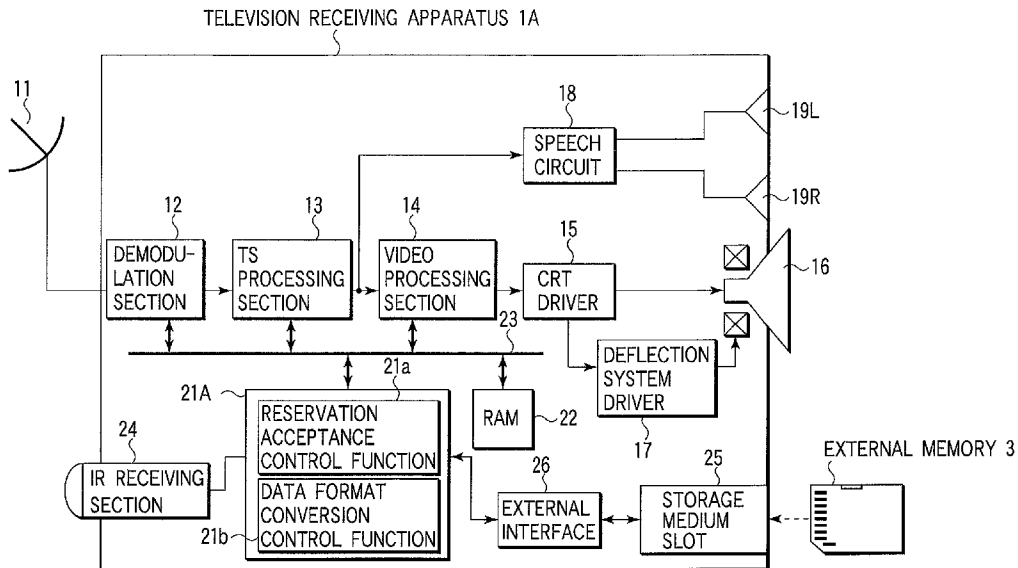 TELEVISION RECEIVING APPARATUS 1A
11
18
SPEECH
CIRCUIT
19L
19R
12
DEMODU-
LATION
SECTION
13
TS
PROCESSING
SECTION
14
VIDEO
PROCESSING
SECTION
15
CRT
DRIVER
16
23
DEFLECTION
SYSTEM
DRIVER
17
21A
21a
RESERVATION
ACCEPTANCE
CONTROL FUNCTION
DATA FORMAT
CONVERSION
CONTROL FUNCTION
21b
RAM
22
24
IR RECEIVING
SECTION
26
EXTERNAL
INTERFACE
25
STORAGE
MEDIUM
SLOT
EXTERNAL MEMORY 3